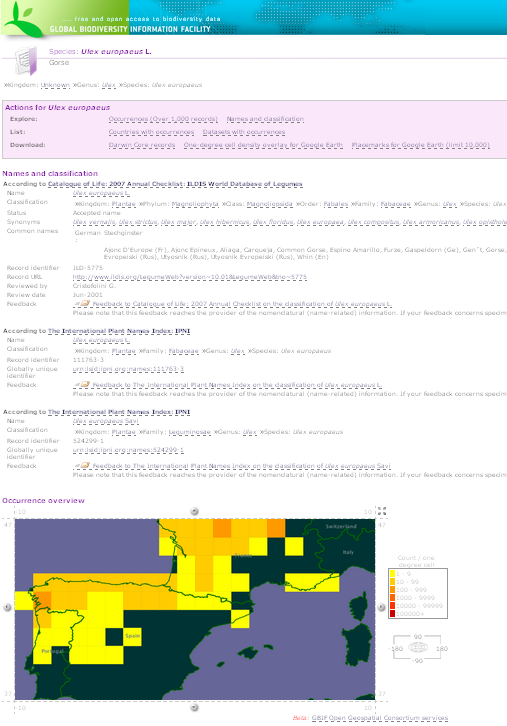 ... free and open access to biodiversity data
GLOBAL BIODIVERSITY INFORMATION FACILITY
Species: Ulex europaeus L.
Gorse
»Kingdom: Unknown »Genus: Ulex »Species: Ulex europaeus
Actions for Ulex europaeus
Explore: Occurrences (Over 1,000 records) Names and classification
List: Countries with occurrences Datasets with occurrences
Download: Darwin Core records One-degree cell density overlay for Google Earth Placemarks for Google Earth (limit 10,000)
Names and classification
According to Catalogue of Life: 2007 Annual Checklist: ILDIS World Database of Legumes
Name Ulex europaeus L.
Classification »Kingdom: Plantae »Phylum: Magnoliophyta »Class: Magnoliopsida »Order: Fabales »Family: Fabaceae »Genus: Ulex »Species: Ulex
Status Accepted name
Synonyms Ulex vernalis, Ulex strictus, Ulex major, Ulex hibernicus, Ulex floridus, Ulex europaea, Ulex compositus, Ulex armoricanus, Ulex
Common names German Stechginster
:
Ajonc D'Europe (Fr), Ajonc Epineux, Aliaga, Carqueja, Common Gorse, Espino Amarillo, Furze, Gaspeldorn (Ge), Gorse,
Evropeiski (Rus), Utyosnik (Rus), Utyosnik Evropeiski (Rus), Whin (En)
Record identifier JLD-5775
Record URL http://www.ildis.org/LegumeWeb?version~10.01&LegumeWeb&tno~5775
Reviewed by Cristofolini G.
Review date Jun-2001
Feedback Feedback to Catalogue of Life: 2007 Annual Checklist on the classification of Ulex europaeus L.
Please note that this feedback reaches the provider of the nomenclatural (name-related) information. If your feedback concerns
According to The International Plant Names Index: IPNI
Name Ulex europaeus L.
Classification »Kingdom: Plantae »Family: Fabaceae »Genus: Ulex »Species: Ulex europaeus
Record identifier 111763-3
Globally unique urn:lsid:ipni.org:names:111763-3
identifier
Feedback Feedback to The International Plant Names Index on the classification of Ulex europaeus L.
Please note that this feedback reaches the provider of the nomenclatural (name-related) information. If your feedback concerns
According to The International Plant Names Index: IPNI
Name Ulex europaeus Savi
Classification »Kingdom: Plantae »Family: Leguminosae »Genus: Ulex »Species: Ulex europaeus
Record identifier 524299-1
Globally unique urn:lsid:ipni.org:names:524299-1
identifier
Feedback Feedback to The International Plant Names Index on the classification of Ulex europaeus Savi
Please note that this feedback reaches the provider of the nomenclatural (name-related) information. If your feedback concerns
Occurrence overview
-10 10
47 47
Switzerland
Italy
Spain
Portugal
37 37
-10 10
Count / one
degree cell
1 - 9
10 - 99
100 - 999
1000 - 9999
10000 - 99999
100000+
90
-180 180
-90
Beta: GBIF Open Geospatial Consortium services